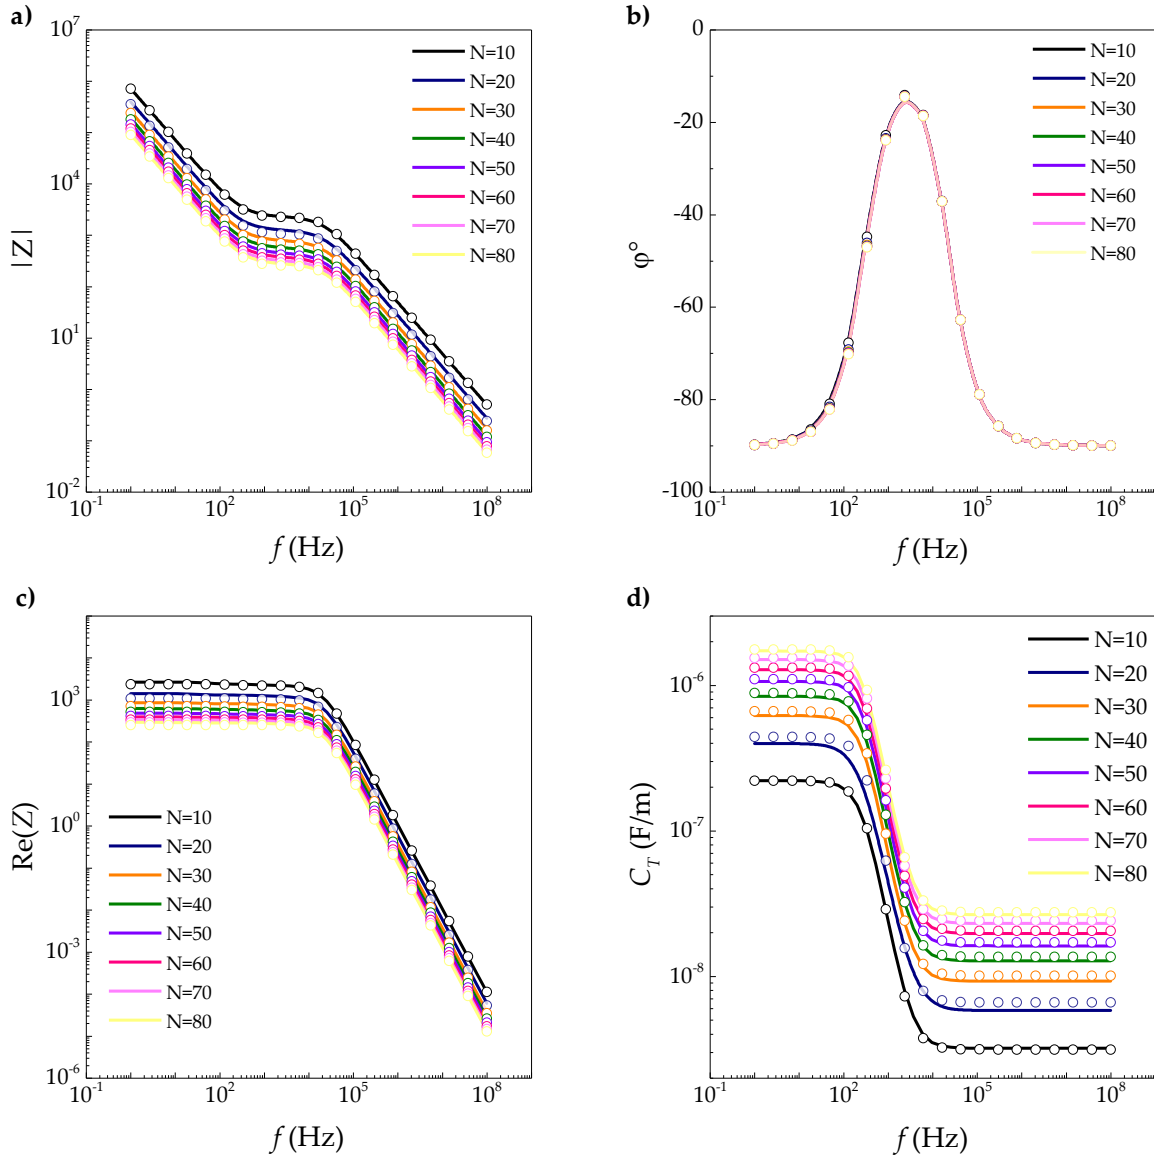 a)
10^7
10^4
10^1
10^-2
|Z|
N=10
N=20
N=30
N=40
N=50
N=60
N=70
N=80
10^-1 10^2 10^5 10^8
f (Hz)
b)
0
-20
-40
-60
-80
-100
φ°
N=10
N=20
N=30
N=40
N=50
N=60
N=70
N=80
10^-1 10^2 10^5 10^8
f (Hz)
c)
10^3
10^0
10^-3
10^-6
Re(Z)
N=10
N=20
N=30
N=40
N=50
N=60
N=70
N=80
10^-1 10^2 10^5 10^8
f (Hz)
d)
10^-6
10^-7
10^-8
C_T (F/m)
N=10
N=20
N=30
N=40
N=50
N=60
N=70
N=80
10^-1 10^2 10^5 10^8
f (Hz)